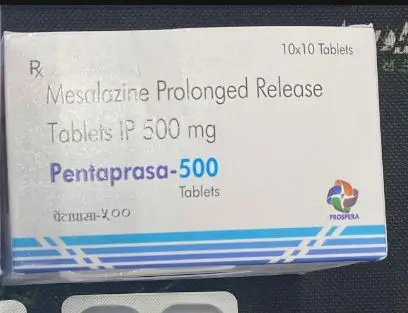 10x10 Tablets
Rx
Mesalazine Prolonged Release
Tablets IP 500 mg
Pentaprasa-500
Tablets
पेंटाप्रासा-५००
PROSPERA